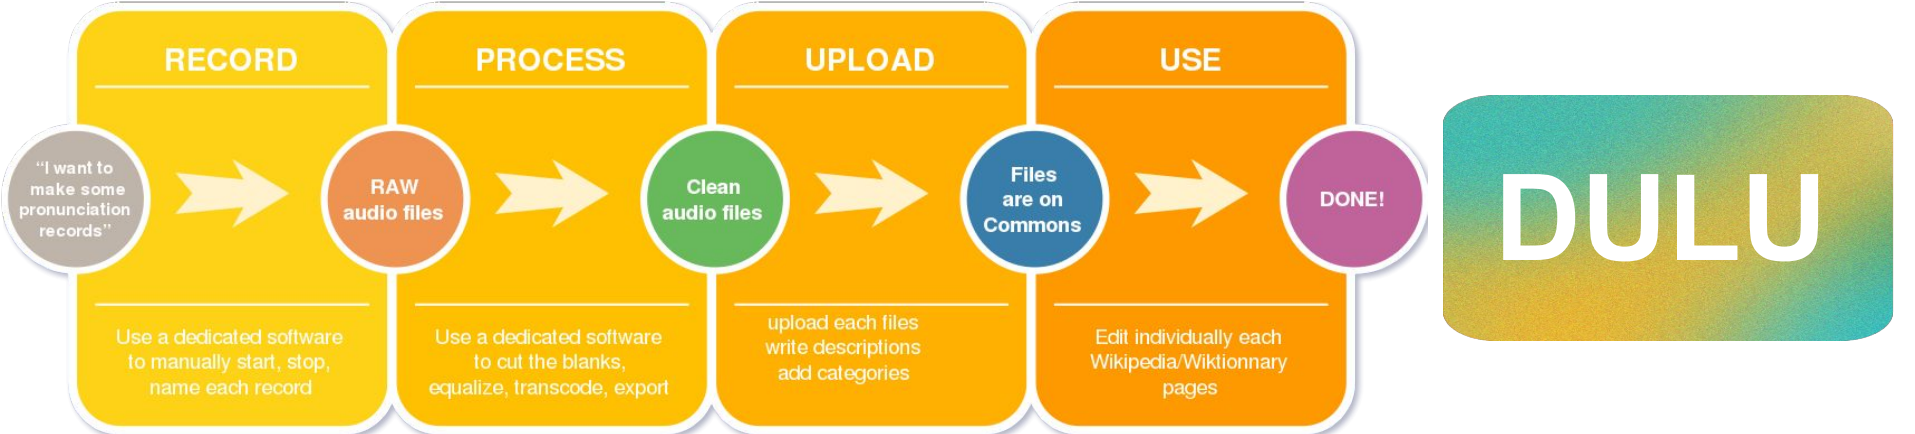 RECORD
PROCESS
UPLOAD
USE
“I want to
make some
pronunciation
records”
RAW
audio files
Clean
audio files
Files
are on
Commons
DONE!
Use a dedicated software
to manually start, stop,
name each record
Use a dedicated software
to cut the blanks,
equalize, transcode, export
upload each files
write descriptions
add categories
Edit individually each
Wikipedia/Wiktionnary
pages
DULU